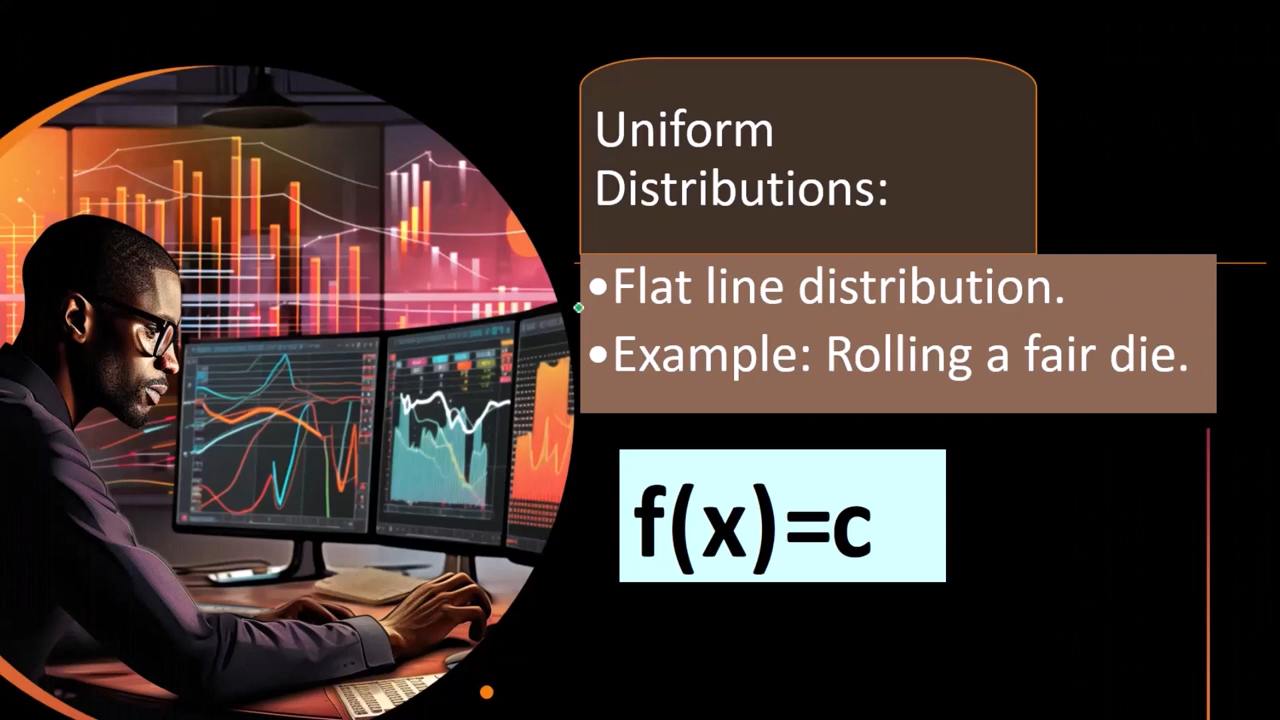 Uniform
Distributions:
•Flat line distribution.
•Example: Rolling a fair die.
f(x)=c